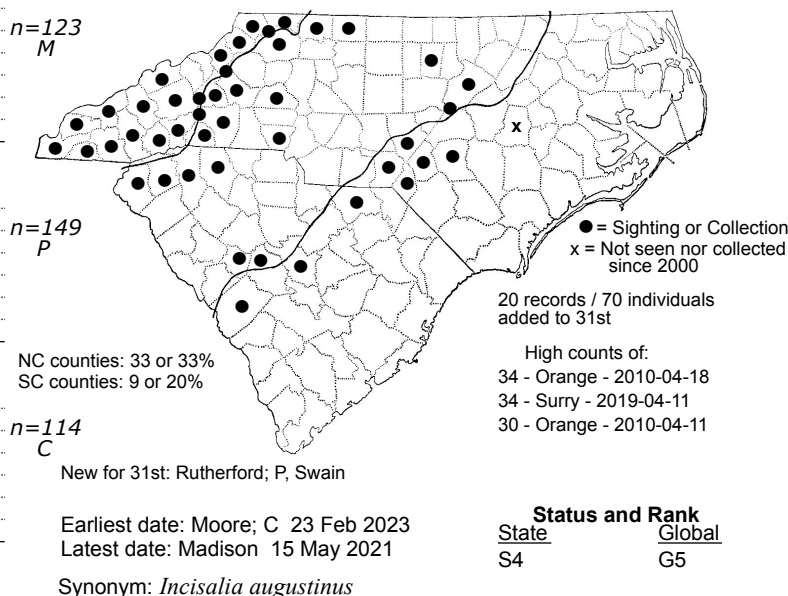 n=123
M
n=149
P
n=114
C
x
● = Sighting or Collection
x = Not seen nor collected
since 2000
20 records / 70 individuals
added to 31st
High counts of:
34 - Orange - 2010-04-18
34 - Surry - 2019-04-11
30 - Orange - 2010-04-11
NC counties: 33 or 33%
SC counties: 9 or 20%
New for 31st: Rutherford; P, Swain
Earliest date: Moore; C 23 Feb 2023
Latest date: Madison 15 May 2021
Synonym: Incisalia augustinus
Status and Rank
State Global
S4 G5